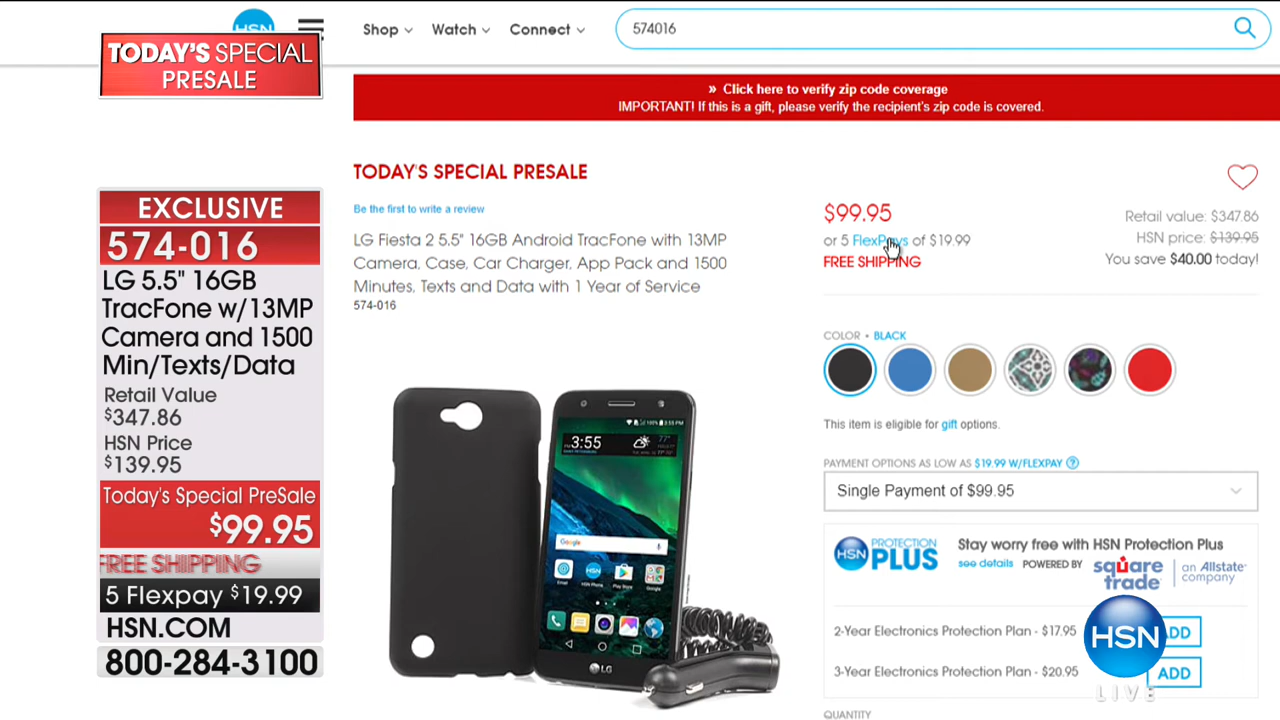 HSN
Shop
Watch
Connect
574016
TODAY'S SPECIAL
PRESALE
» Click here to verify zip code coverage
IMPORTANT! If this is a gift, please verify the recipient's zip code is covered.
EXCLUSIVE
574-016
LG 5.5" 16GB
TracFone w/13MP
Camera and 1500
Min/Texts/Data
Retail Value
$347.86
HSN Price
$139.95
Today's Special PreSale
$99.95
FREE SHIPPING
5 Flexpay $19.99
HSN.COM
800-284-3100
TODAY'S SPECIAL PRESALE
Be the first to write a review
LG Fiesta 2 5.5" 16GB Android TracFone with 13MP
Camera, Case, Car Charger, App Pack and 1500
Minutes, Texts and Data with 1 Year of Service
574-016
3:55
Google
LG
$99.95
or 5 FlexPays of $19.99
FREE SHIPPING
Retail value: $347.86
HSN price: $139.95
You save $40.00 today!
COLOR • BLACK
This item is eligible for gift options.
PAYMENT OPTIONS AS LOW AS $19.99 W/FLEXPAY ?
Single Payment of $99.95
HSN PROTECTION PLUS
Stay worry free with HSN Protection Plus
see details POWERED BY
square trade
an Allstate company
2-Year Electronics Protection Plan - $17.95
ADD
3-Year Electronics Protection Plan - $20.95
ADD
HSN
LIVE
QUANTITY